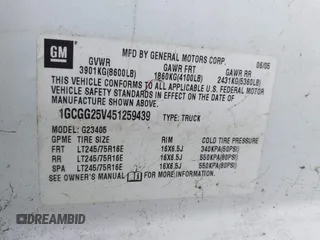 GM
MFD BY GENERAL MOTORS CORP.
06/05
GVWR GAWR FRT GAWR RR
3901KG(8600LB) 1860KG(4100LB) 2431KG(5360LB)
THIS VEHICLE CONFORMS TO ALL APPLICABLE U.S. FEDERAL MOTOR
VEHICLE SAFETY STANDARDS IN EFFECT ON THE DATE OF
MANUFACTURE SHOWN ABOVE.
1GCGG25V451259439 TYPE: TRUCK
MODEL: G23405
GPME TIRE SIZE RIM COLD TIRE PRESSURE
FRT LT245/75R16E 16X6.5J 340KPA(50PSI)
RR LT245/75R16E 16X6.5J 550KPA(80PSI)
SPA LT245/75R16E 16X6.5J 550KPA(80PSI)
SEE OWNER'S MANUAL
DREAMBID